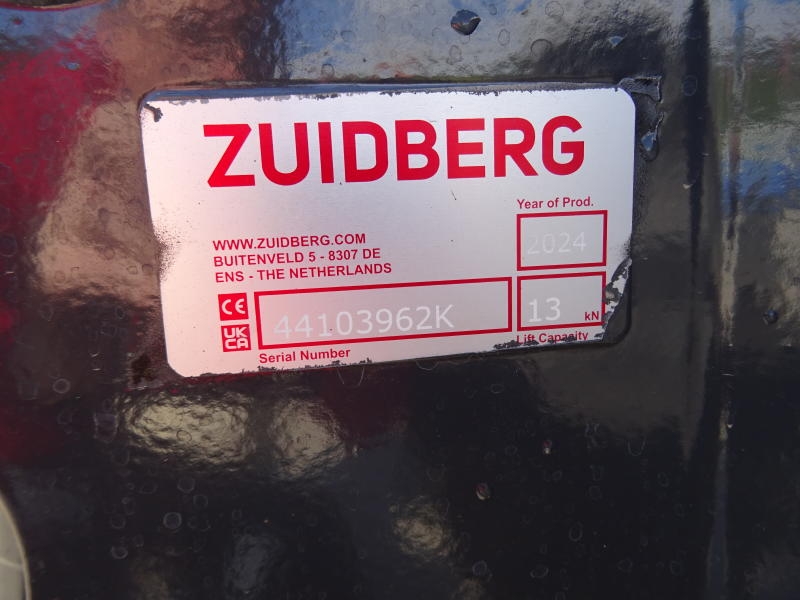 ZUIDBERG
Year of Prod.
2024
WWW.ZUIDBERG.COM
BUITENVELD 5 - 8307 DE
ENS - THE NETHERLANDS
CE
UK
CA
44103962K
Serial Number
13 kN
Lift Capacity